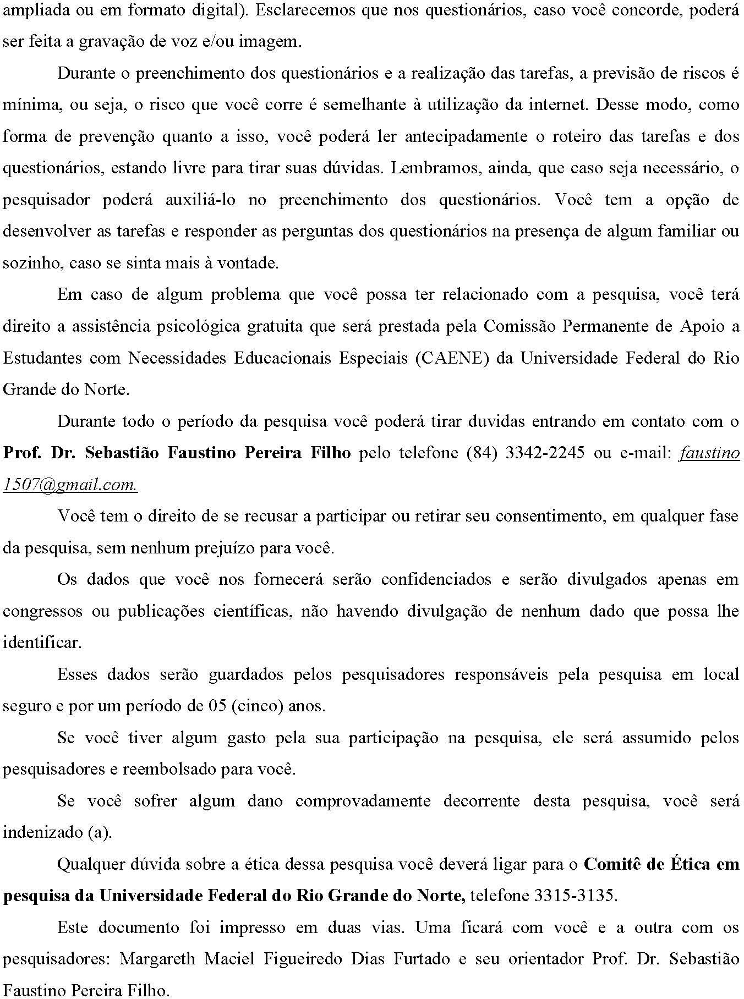 ampliada ou em formato digital). Esclarecemos que nos questionários, caso você concorde, poderá
ser feita a gravação de voz e/ou imagem.
Durante o preenchimento dos questionários e a realização das tarefas, a previsão de riscos é
mínima, ou seja, o risco que você corre é semelhante à utilização da internet. Desse modo, como
forma de prevenção quanto a isso, você poderá ler antecipadamente o roteiro das tarefas e dos
questionários, estando livre para tirar suas dúvidas. Lembramos, ainda, que caso seja necessário, o
pesquisador poderá auxiliá-lo no preenchimento dos questionários. Você tem a opção de
desenvolver as tarefas e responder as perguntas dos questionários na presença de algum familiar ou
sozinho, caso se sinta mais à vontade.
Em caso de algum problema que você possa ter relacionado com a pesquisa, você terá
direito a assistência psicológica gratuita que será prestada pela Comissão Permanente de Apoio a
Estudantes com Necessidades Educacionais Especiais (CAENE) da Universidade Federal do Rio
Grande do Norte.
Durante todo o período da pesquisa você poderá tirar duvidas entrando em contato com o
Prof. Dr. Sebastião Faustino Pereira Filho pelo telefone (84) 3342-2245 ou e-mail: faustino
1507@gmail.com.
Você tem o direito de se recusar a participar ou retirar seu consentimento, em qualquer fase
da pesquisa, sem nenhum prejuízo para você.
Os dados que você nos fornecerá serão confidenciados e serão divulgados apenas em
congressos ou publicações científicas, não havendo divulgação de nenhum dado que possa lhe
identificar.
Esses dados serão guardados pelos pesquisadores responsáveis pela pesquisa em local
seguro e por um período de 05 (cinco) anos.
Se você tiver algum gasto pela sua participação na pesquisa, ele será assumido pelos
pesquisadores e reembolsado para você.
Se você sofrer algum dano comprovadamente decorrente desta pesquisa, você será
indenizado (a).
Qualquer dúvida sobre a ética dessa pesquisa você deverá ligar para o Comitê de Ética em
pesquisa da Universidade Federal do Rio Grande do Norte, telefone 3315-3135.
Este documento foi impresso em duas vias. Uma ficará com você e a outra com os
pesquisadores: Margareth Maciel Figueiredo Dias Furtado e seu orientador Prof. Dr. Sebastião
Faustino Pereira Filho.